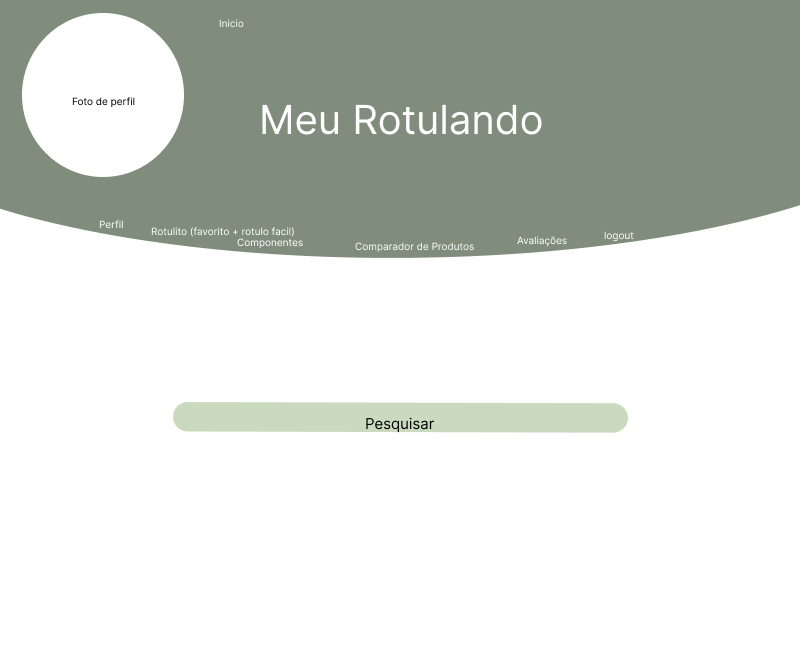 Inicio
Foto de perfil
Meu Rotulando
Perfil
Rotulito (favorito + rotulo facil)
Componentes
Comparador de Produtos
Avaliações
logout
Pesquisar